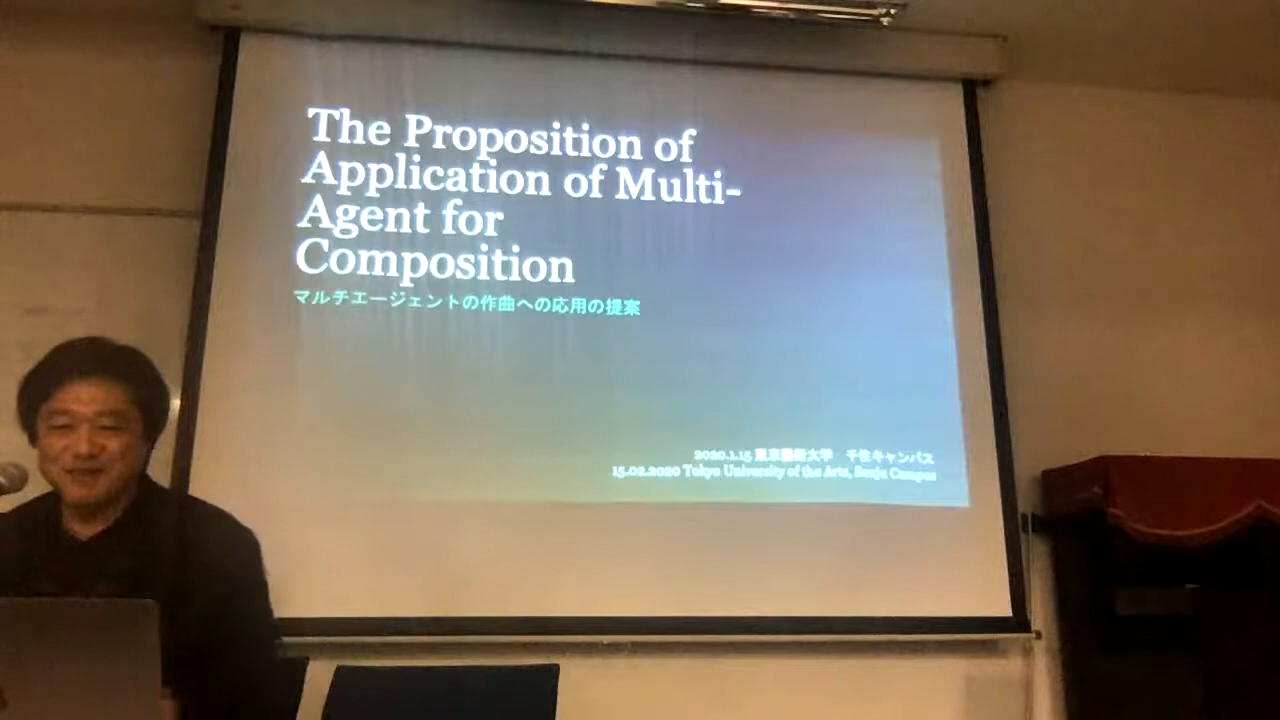 The Proposition of
Application of Multi-
Agent for
Composition
マルチエージェントの作曲への応用の提案
2020.1.15 東京藝術大学　千住キャンパス
15.02.2020 Tokyo University of the Arts, Senju Campus